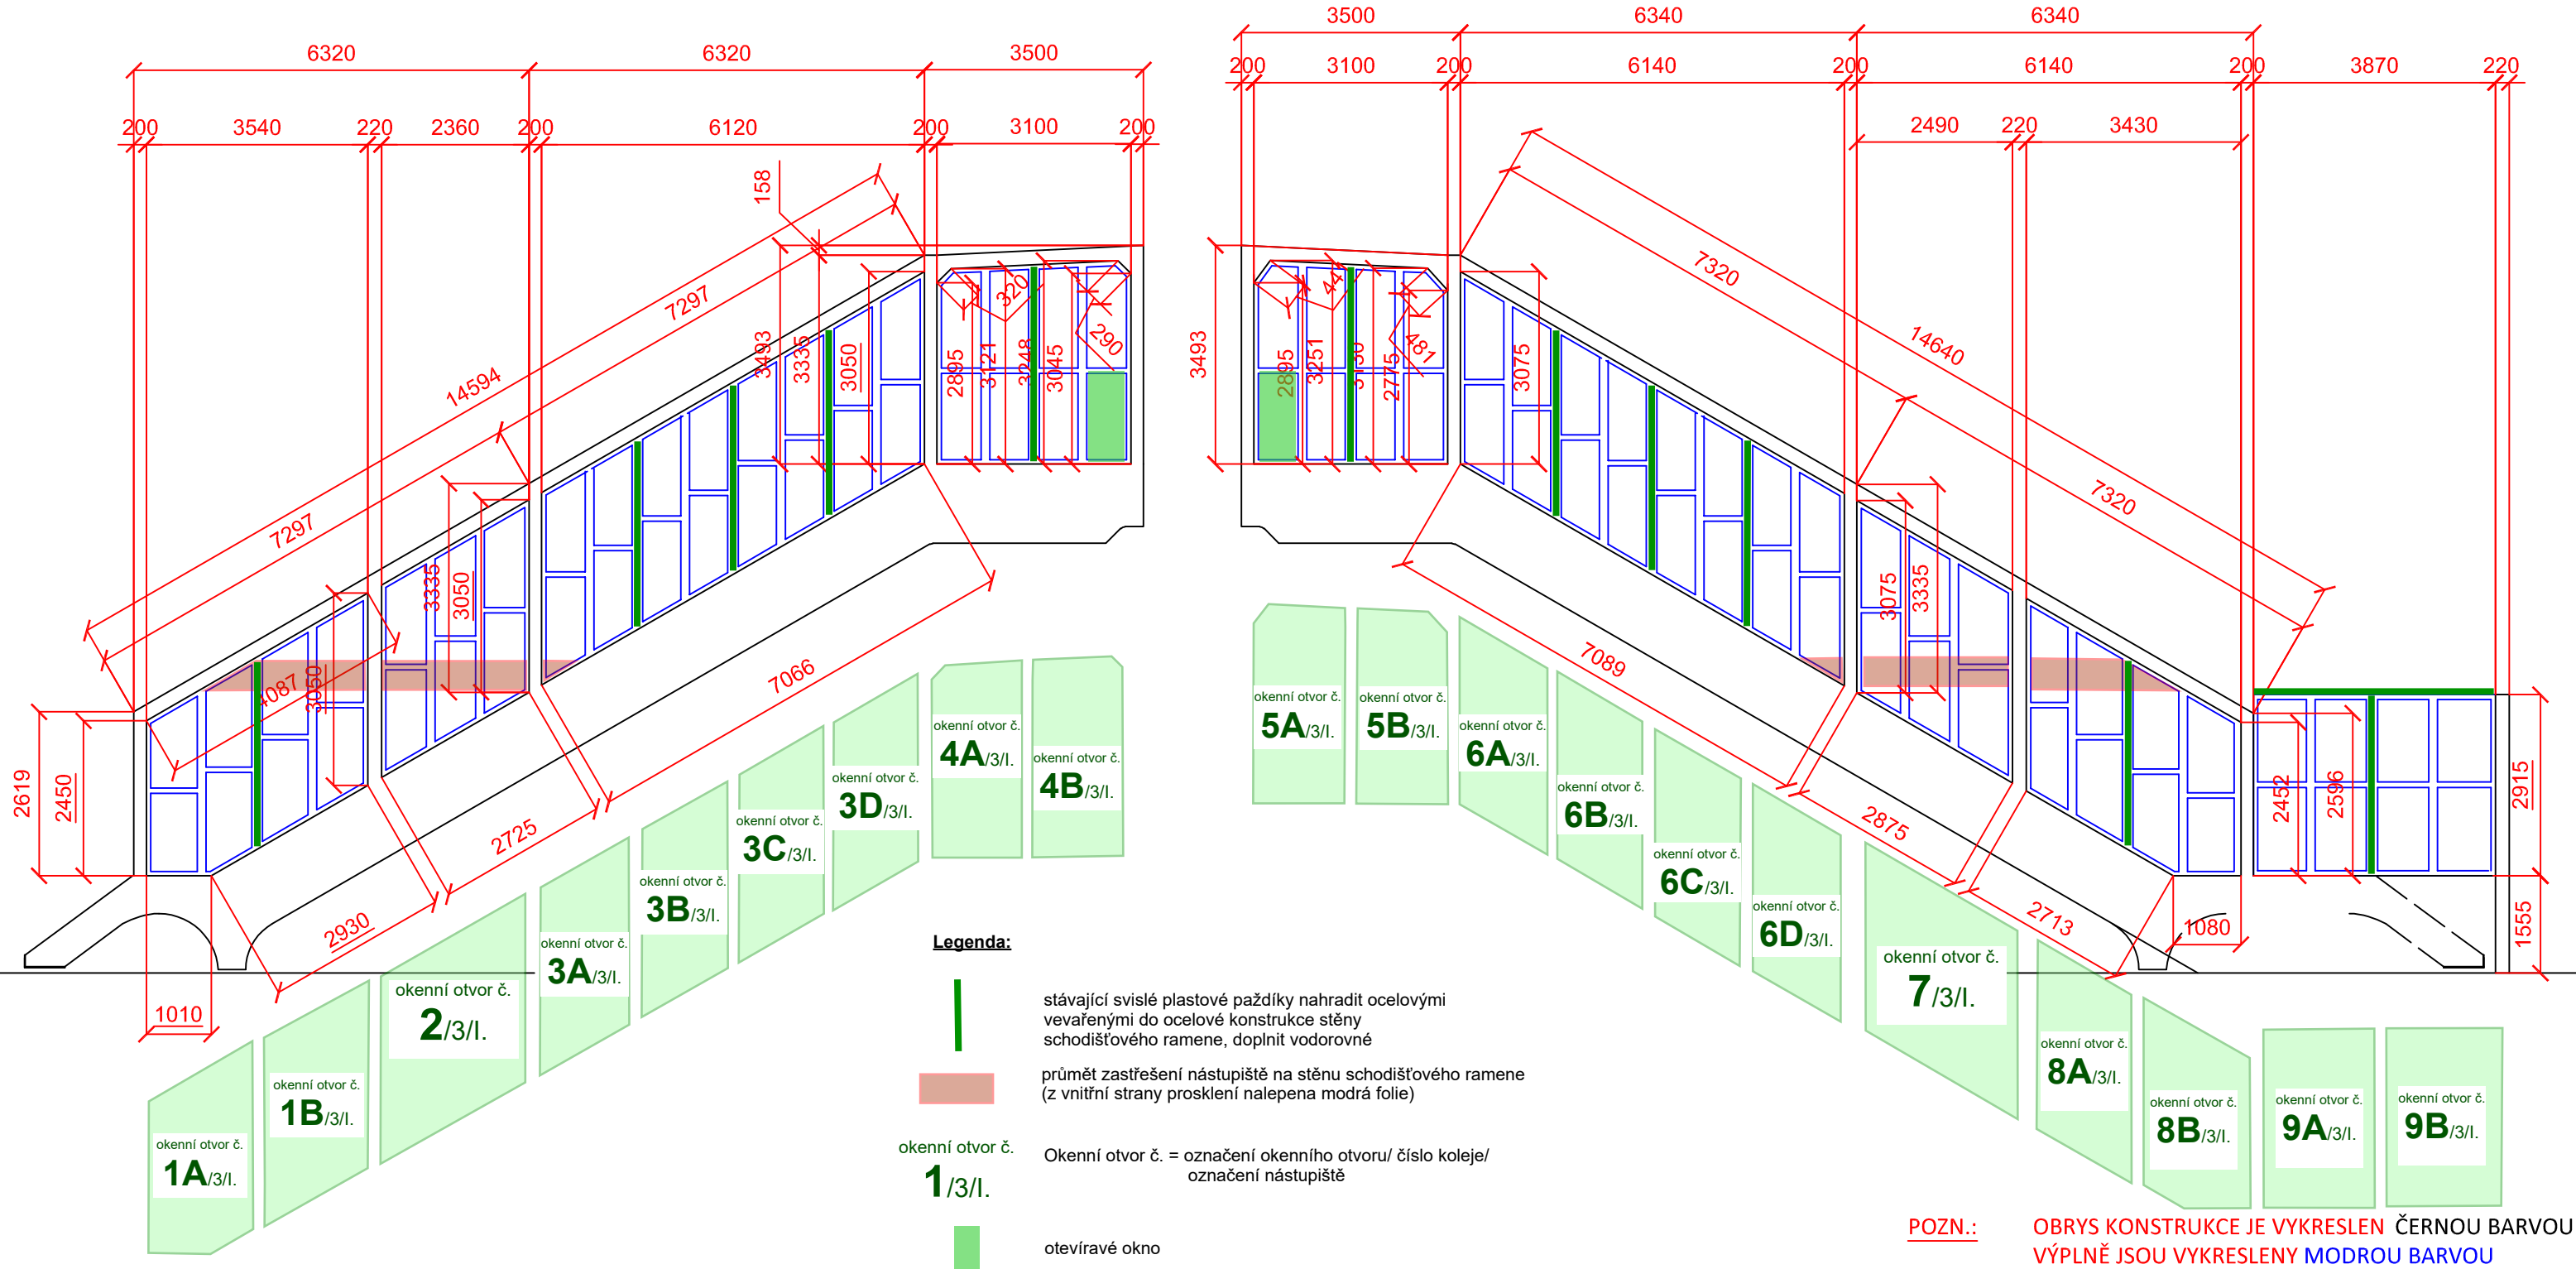 3500 6340 6340
6320 6320 3500
200 3100 200 6140 200 6140 200 3870 220
200 3540 220 2360 200 6120 200 3100 200
2490 220 3430
158
7297
14594
7297
7320
14640
7320
3493 3335 3050
2895 3121 320 3248 3045 290
3493
2895 3251 44 3130 2775 481
3075
3335 3050
3075 3335
4087 3050
2619 2450
7066
2725
2930
1010
7089
2875
2713
1080
2452 2596 2915
1555
okenní otvor č.
1A/3/I.
okenní otvor č.
1B/3/I.
okenní otvor č.
2/3/I.
okenní otvor č.
3A/3/I.
okenní otvor č.
3B/3/I.
okenní otvor č.
3C/3/I.
okenní otvor č.
3D/3/I.
okenní otvor č.
4A/3/I.
okenní otvor č.
4B/3/I.
okenní otvor č.
5A/3/I.
okenní otvor č.
5B/3/I.
okenní otvor č.
6A/3/I.
okenní otvor č.
6B/3/I.
okenní otvor č.
6C/3/I.
okenní otvor č.
6D/3/I.
okenní otvor č.
7/3/I.
okenní otvor č.
8A/3/I.
okenní otvor č.
8B/3/I.
okenní otvor č.
9A/3/I.
okenní otvor č.
9B/3/I.
Legenda:
stávající svislé plastové paždíky nahradit ocelovými
vevařenými do ocelové konstrukce stěny
schodišťového ramene, doplnit vodorovné
průmět zastřešení nástupiště na stěnu schodišťového ramene
(z vnitřní strany prosklení nalepena modrá folie)
okenní otvor č.
1/3/I.
Okenní otvor č. = označení okenního otvoru/ číslo koleje/
označení nástupiště
otevíravé okno
POZN.: OBRYS KONSTRUKCE JE VYKRESLEN ČERNOU BARVOU
VÝPLNĚ JSOU VYKRESLENY MODROU BARVOU